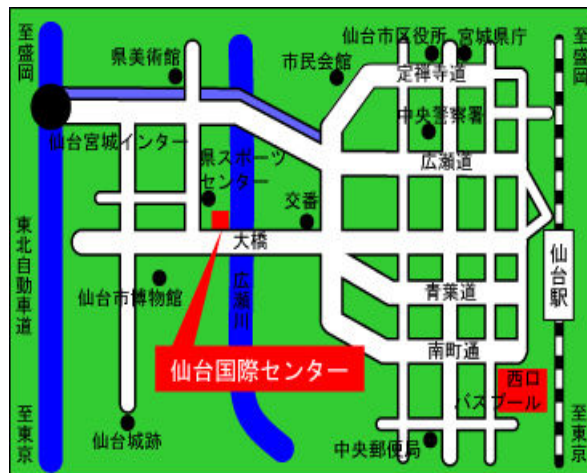 至盛岡
仙台市区役所
宮城県庁
至盛岡
県美術館
市民会館
定禅寺道
中央警察署
仙台宮城インター
広瀬道
県スポーツ
センター
交番
大橋
東北自動車道
仙台駅
仙台市博物館
広瀬川
青葉道
南町通
仙台国際センター
西口
バスプール
至東京
仙台城跡
中央郵便局
至東京